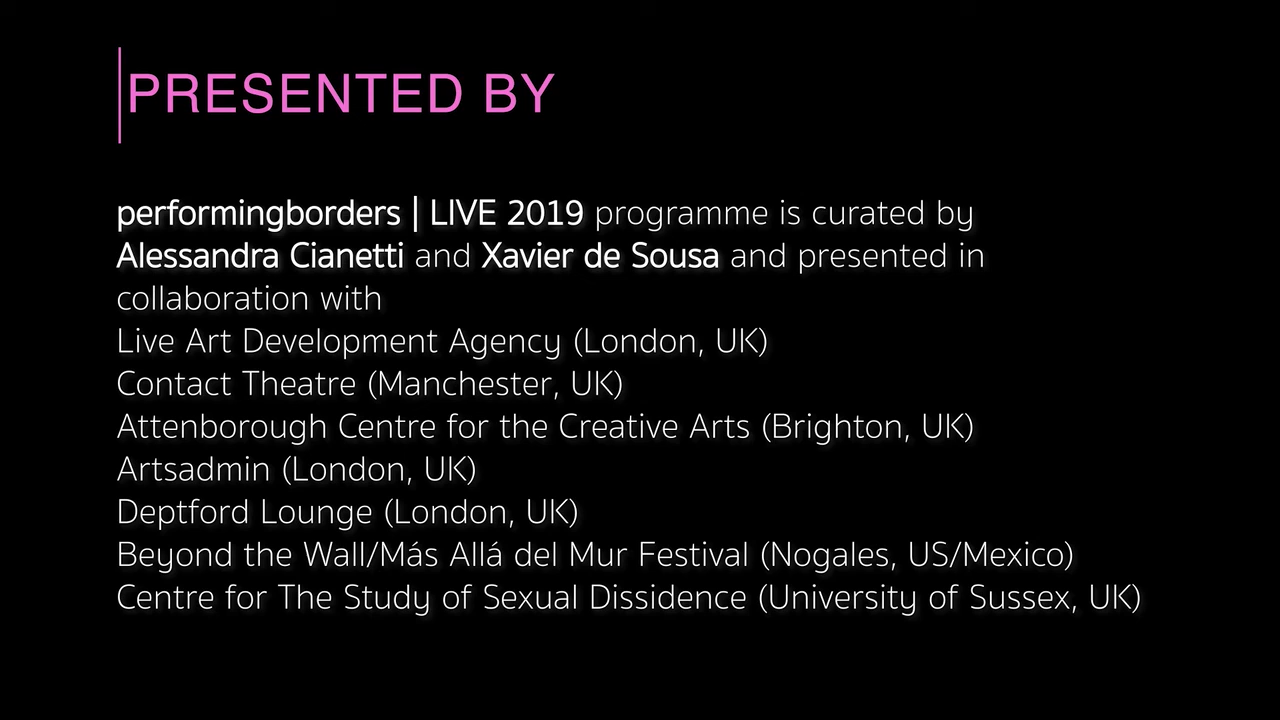 PRESENTED BY
performingborders | LIVE 2019 programme is curated by
Alessandra Cianetti and Xavier de Sousa and presented in
collaboration with
Live Art Development Agency (London, UK)
Contact Theatre (Manchester, UK)
Attenborough Centre for the Creative Arts (Brighton, UK)
Artsadmin (London, UK)
Deptford Lounge (London, UK)
Beyond the Wall/Más Allá del Mur Festival (Nogales, US/Mexico)
Centre for The Study of Sexual Dissidence (University of Sussex, UK)